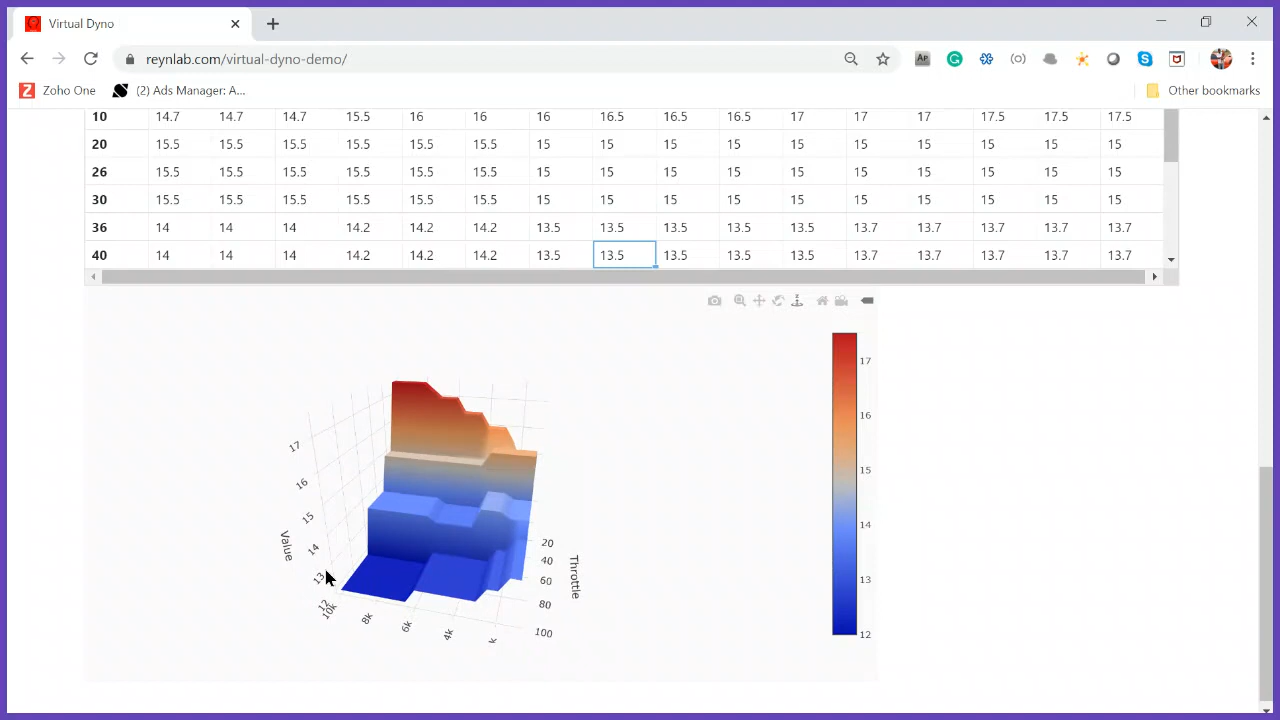 Virtual Dyno
reynlab.com/virtual-dyno-demo/
Zoho One (2) Ads Manager: A... Other bookmarks
10 14.7 14.7 14.7 15.5 16 16 16 16.5 16.5 16.5 17 17 17 17.5 17.5 17.5
20 15.5 15.5 15.5 15.5 15.5 15.5 15 15 15 15 15 15 15 15 15 15
26 15.5 15.5 15.5 15.5 15.5 15.5 15 15 15 15 15 15 15 15 15 15
30 15.5 15.5 15.5 15.5 15.5 15.5 15 15 15 15 15 15 15 15 15 15
36 14 14 14 14.2 14.2 14.2 13.5 13.5 13.5 13.5 13.5 13.7 13.7 13.7 13.7 13.7
40 14 14 14 14.2 14.2 14.2 13.5 13.5 13.5 13.5 13.5 13.7 13.7 13.7 13.7 13.7
17
16
15
14
13
12
Value
10k
8k
6k
4k
k
20
40
60
80
100
Throttle
17
16
15
14
13
12